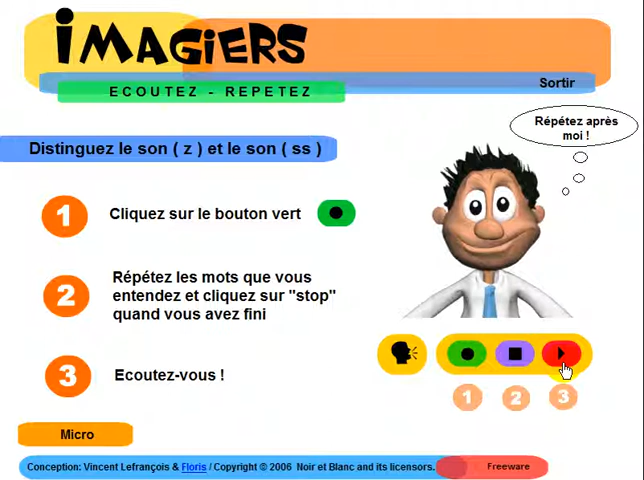 iMAGiERS
ECOUTEZ - REPETEZ
Sortir
Répétez après
moi !
Distinguez le son ( z ) et le son ( ss )
1
Cliquez sur le bouton vert
2
Répétez les mots que vous
entendez et cliquez sur "stop"
quand vous avez fini
3
Ecoutez-vous !
1 2 3
Micro
Conception: Vincent Lefrançois & Floris / Copyright © 2006 Noir et Blanc and its licensors.
Freeware